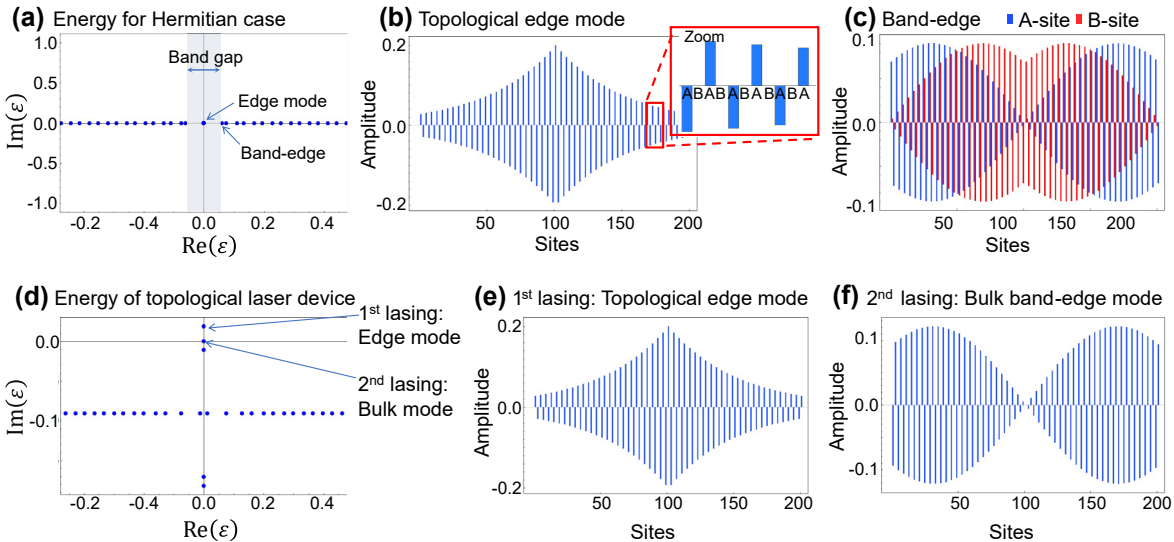 (a) Energy for Hermitian case
1.0
0.5
0.0
-0.5
-1.0
Im(ε)
Band gap
Edge mode
Band-edge
-0.2 -0.2 0.0 0.2 0.4
Re(ε)
(b) Topological edge mode
0.2
0.0
-0.2
Amplitude
Zoom
ABABABABABA
50 100 150 200
Sites
(c) Band-edge A-site B-site
0.1
0.0
-0.1
Amplitude
50 100 150 200
Sites
(d) Energy of topological laser device
0.0
-0.1
Im(ε)
1st lasing:
Edge mode
2nd lasing:
Bulk mode
-0.2 -0.2 0.0 0.2 0.4
Re(ε)
(e) 1st lasing: Topological edge mode
0.2
0.0
-0.2
Amplitude
50 100 150 200
Sites
(f) 2nd lasing: Bulk band-edge mode
0.1
0.0
-0.1
Amplitude
50 100 150 200
Sites